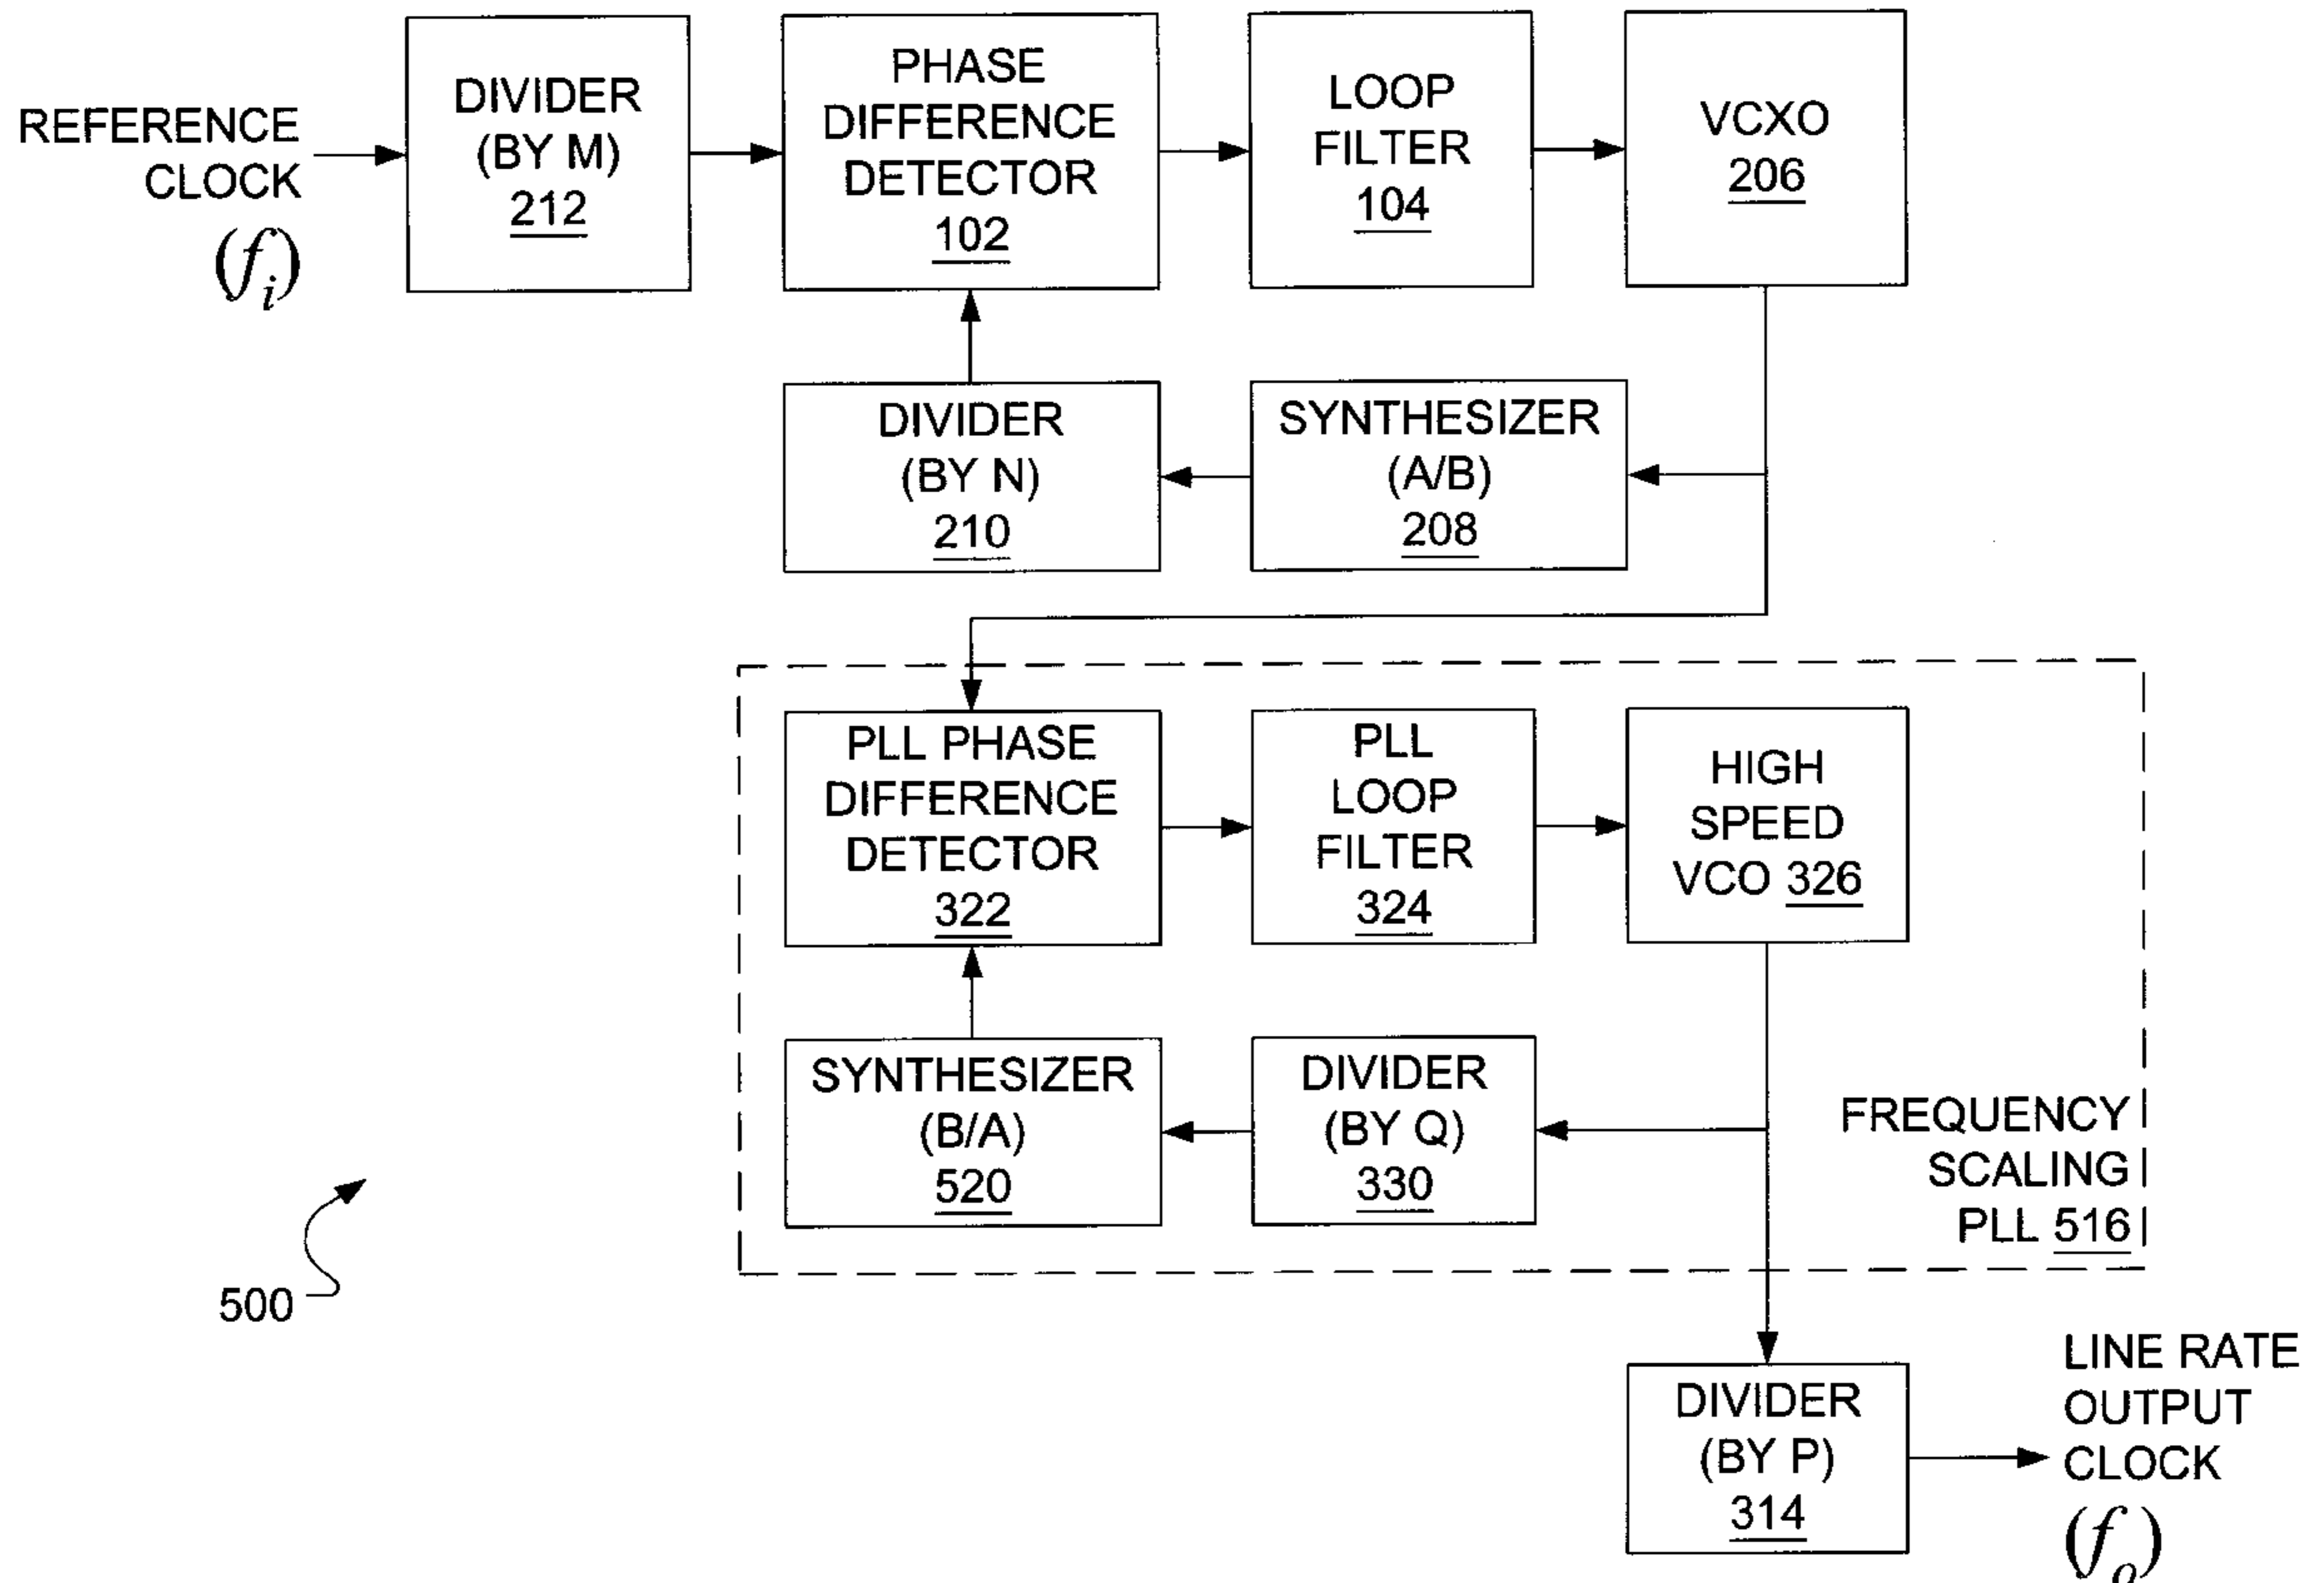 REFERENCE
CLOCK
(fi)
DIVIDER
(BY M)
212
PHASE
DIFFERENCE
DETECTOR
102
LOOP
FILTER
104
VCXO
206
DIVIDER
(BY N)
210
SYNTHESIZER
(A/B)
208
PLL PHASE
DIFFERENCE
DETECTOR
322
PLL
LOOP
FILTER
324
HIGH
SPEED
VCO 326
SYNTHESIZER
(B/A)
520
DIVIDER
(BY Q)
330
FREQUENCY
SCALING
PLL 516
500
DIVIDER
(BY P)
314
LINE RATE
OUTPUT
CLOCK
(fo)